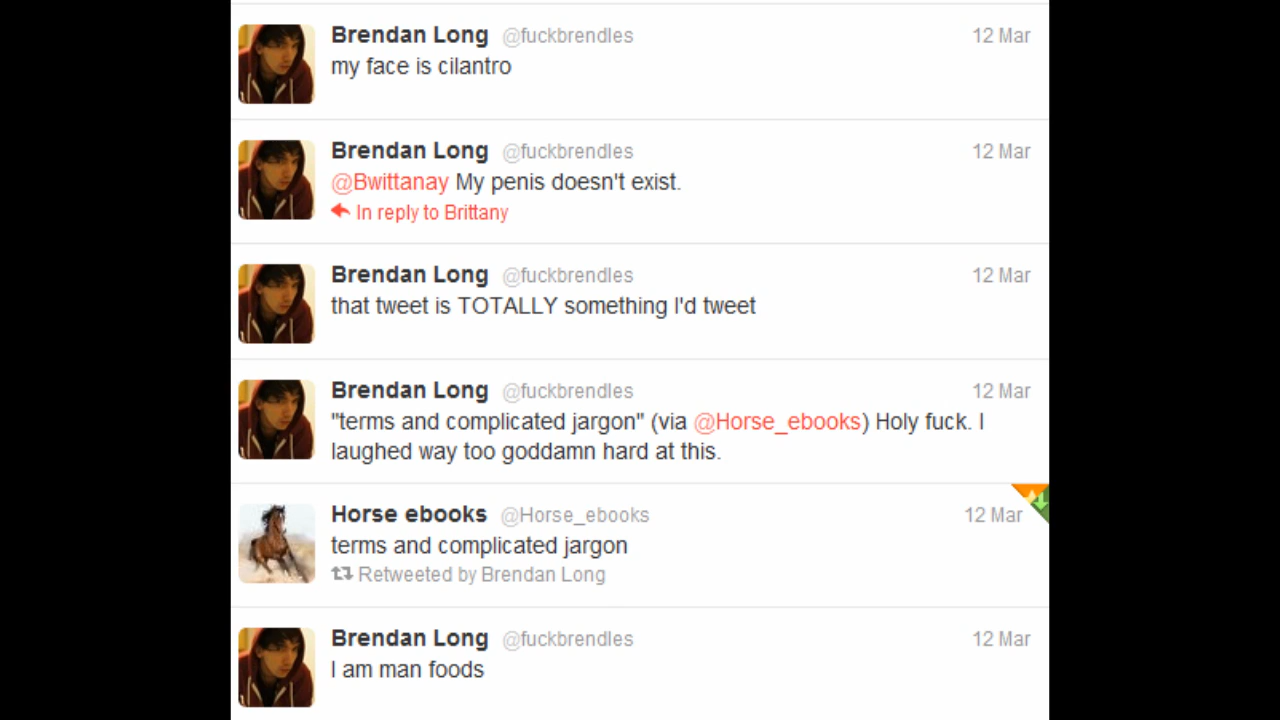 Brendan Long @fuckbrendles 12 Mar
my face is cilantro
Brendan Long @fuckbrendles 12 Mar
@Bwittanay My penis doesn't exist.
In reply to Brittany
Brendan Long @fuckbrendles 12 Mar
that tweet is TOTALLY something I'd tweet
Brendan Long @fuckbrendles 12 Mar
"terms and complicated jargon" (via @Horse_ebooks) Holy fuck. I
laughed way too goddamn hard at this.
Horse ebooks @Horse_ebooks 12 Mar
terms and complicated jargon
Retweeted by Brendan Long
Brendan Long @fuckbrendles 12 Mar
I am man foods